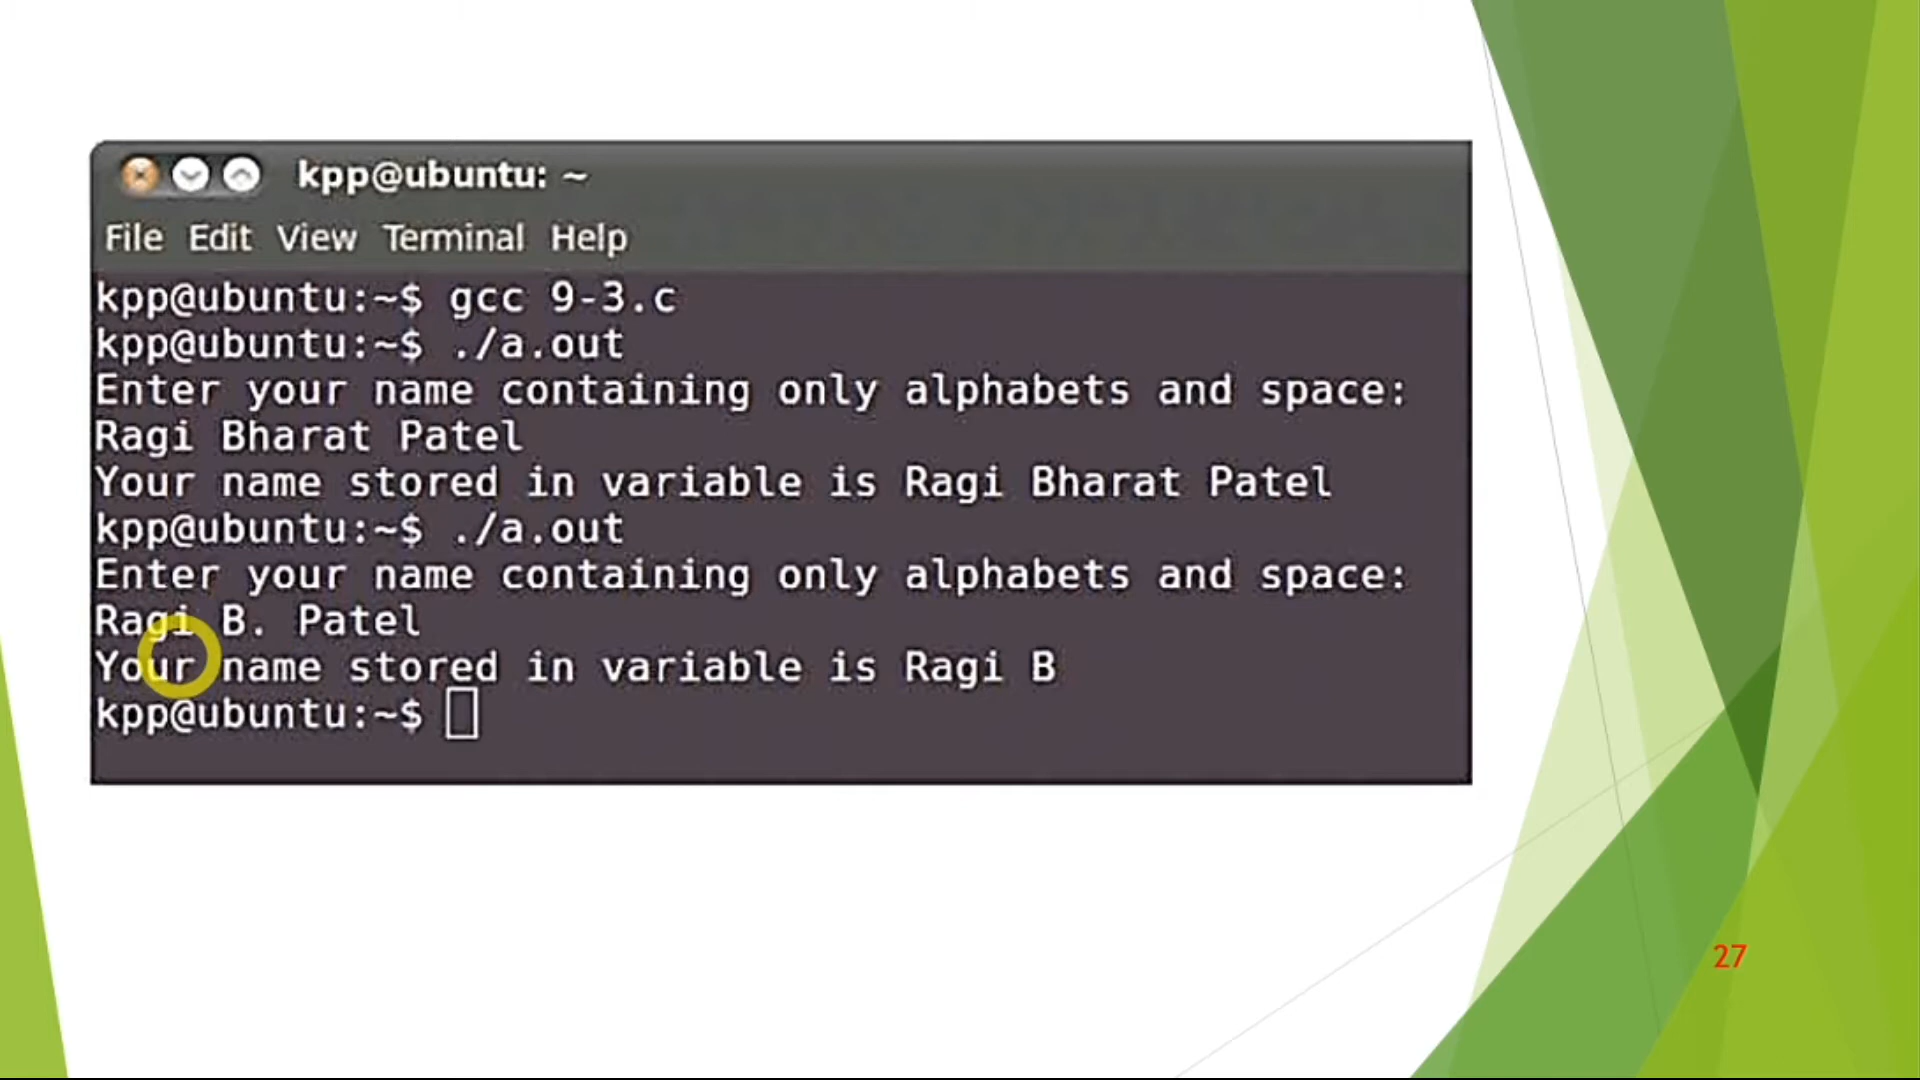 kpp@ubuntu: ~
File Edit View Terminal Help
kpp@ubuntu:~$ gcc 9-3.c
kpp@ubuntu:~$ ./a.out
Enter your name containing only alphabets and space:
Ragi Bharat Patel
Your name stored in variable is Ragi Bharat Patel
kpp@ubuntu:~$ ./a.out
Enter your name containing only alphabets and space:
Ragi B. Patel
Your name stored in variable is Ragi B
kpp@ubuntu:~$
27